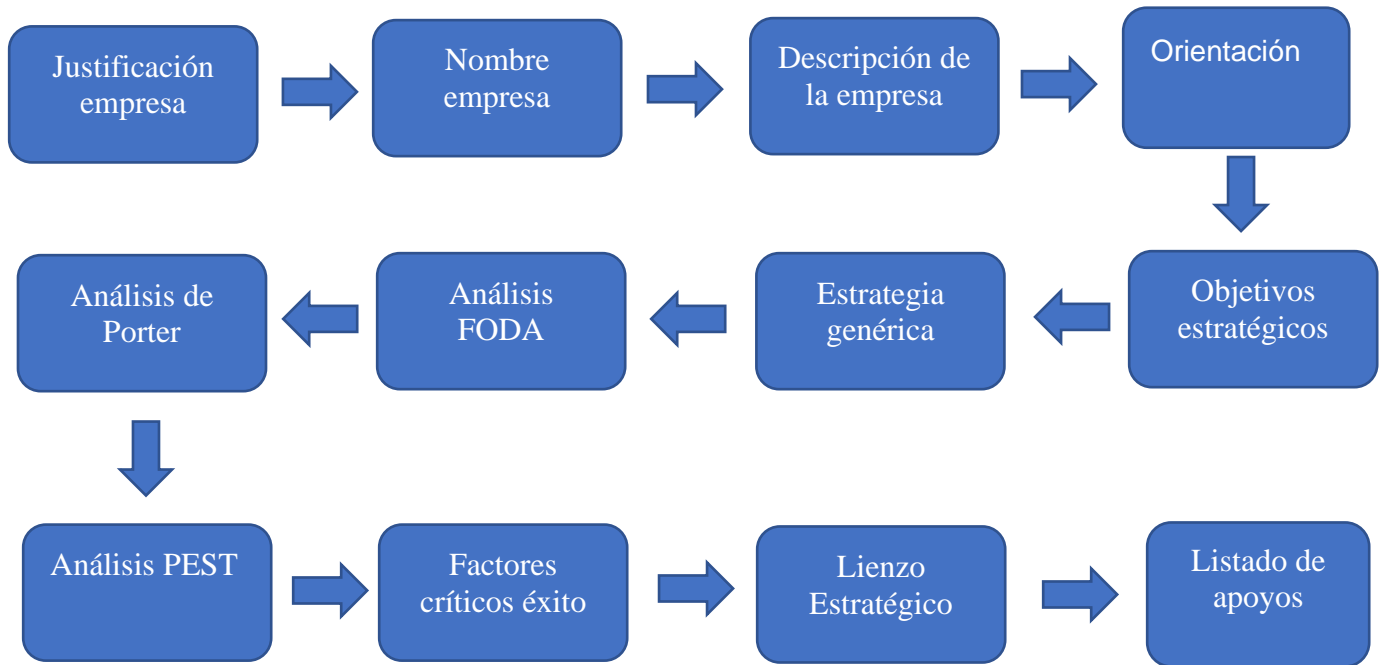 Justificación
empresa
Nombre
empresa
Descripción de
la empresa
Orientación
Objetivos
estratégicos
Estrategia
genérica
Análisis
FODA
Análisis de
Porter
Análisis PEST
Factores
críticos éxito
Lienzo
Estratégico
Listado de
apoyos